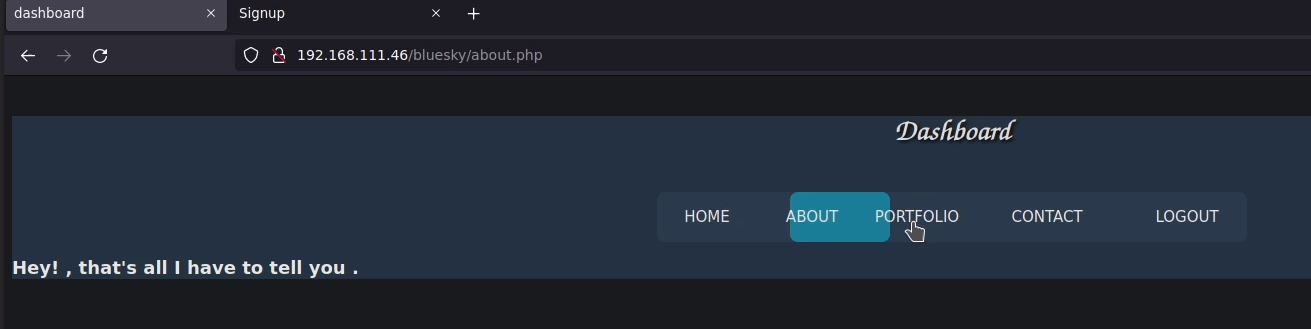 dashboard Signup
192.168.111.46/bluesky/about.php
Dashboard
HOME ABOUT PORTFOLIO CONTACT LOGOUT
Hey! , that's all I have to tell you .